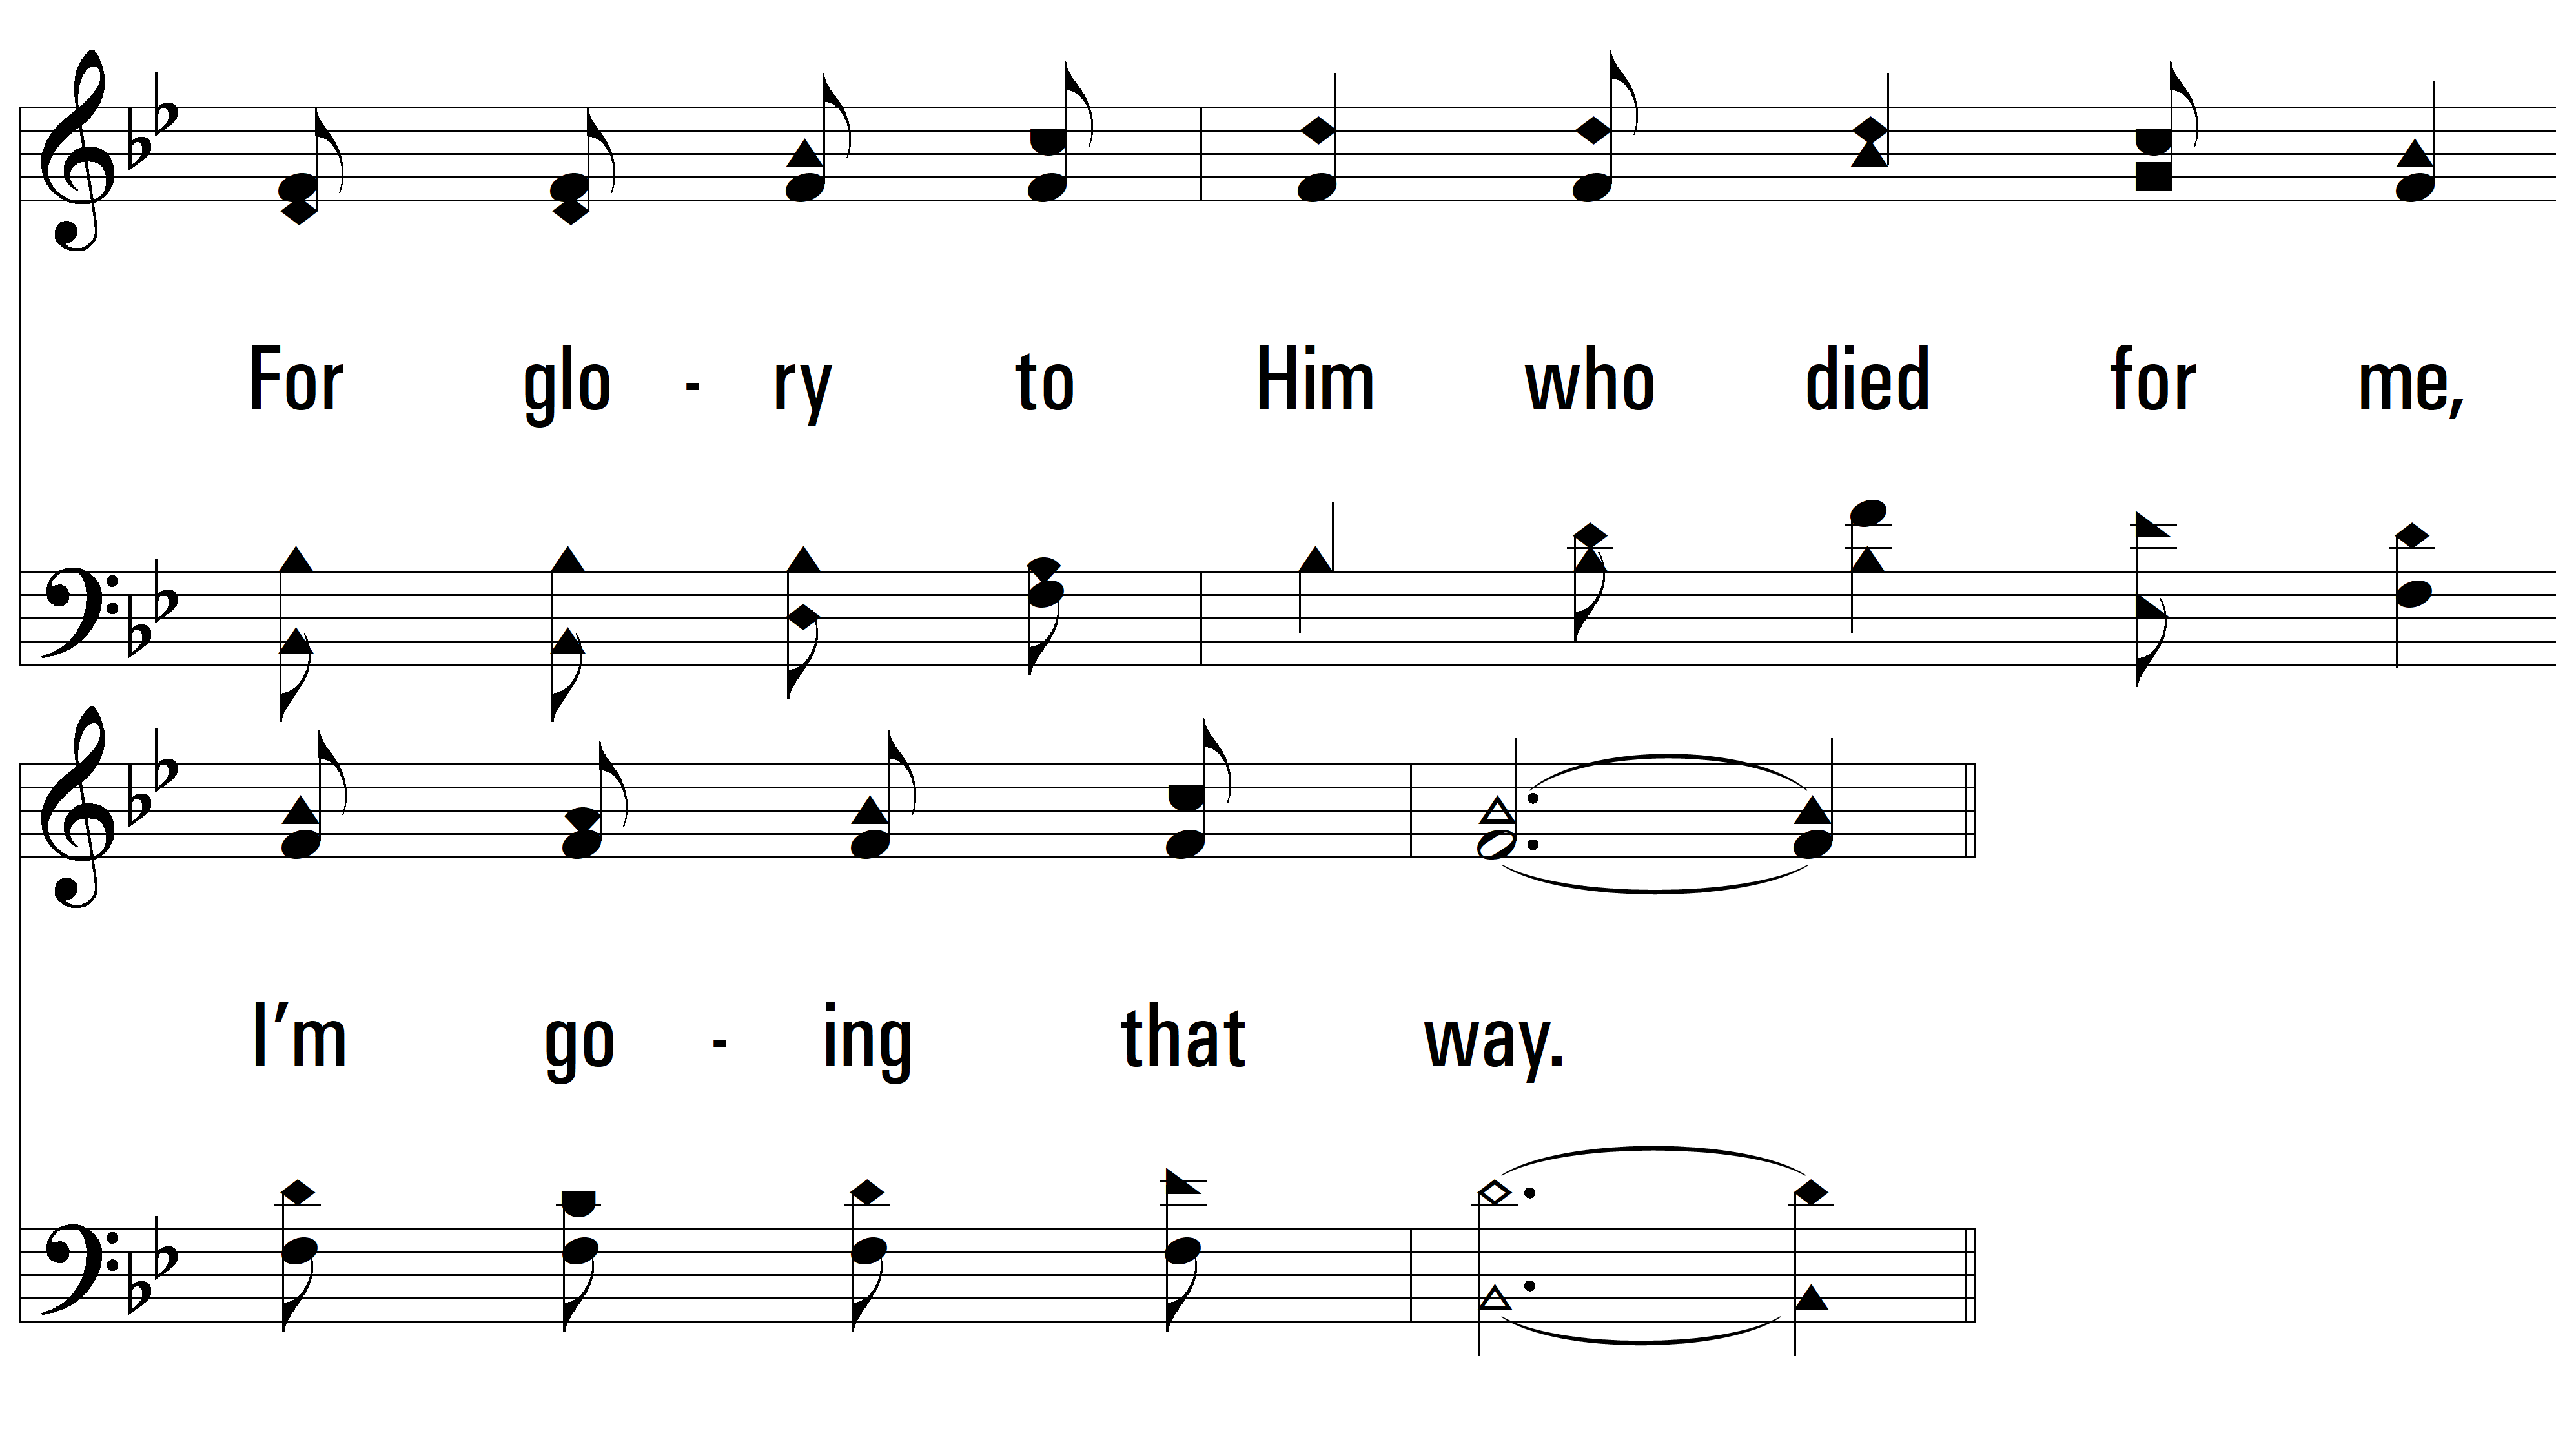 For glo - ry to Him who died for me,
I’m go - ing that way.